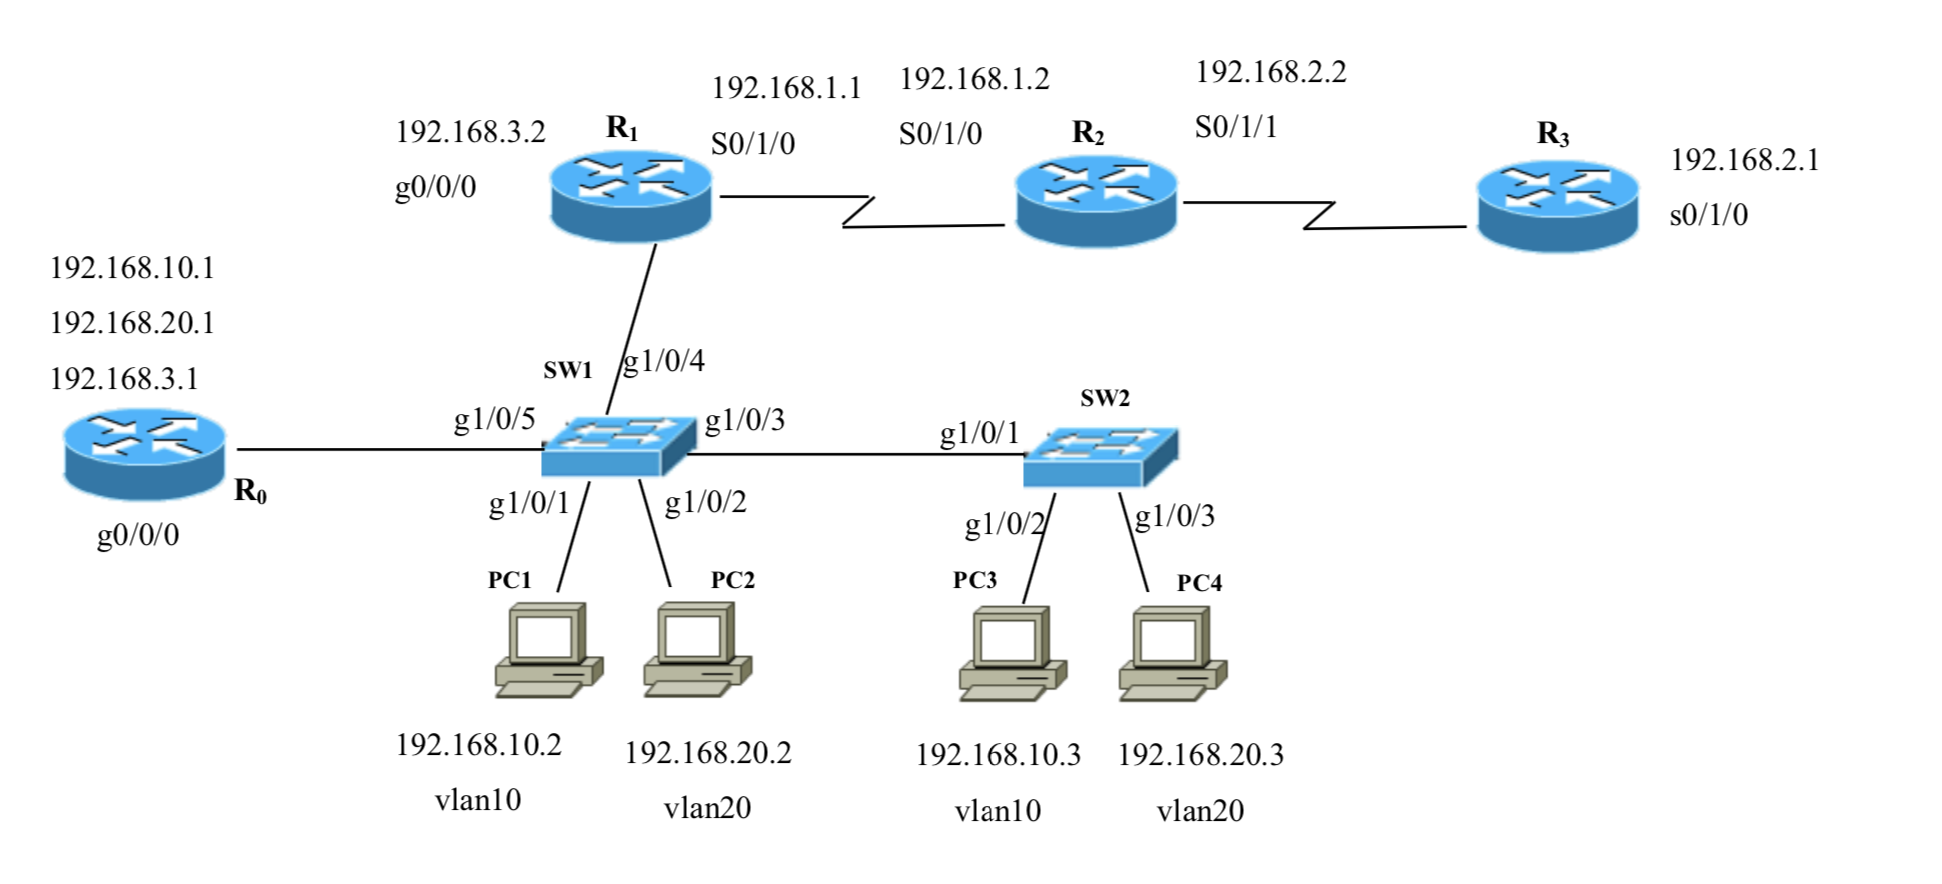 192.168.3.2
g0/0/0
R₁
192.168.1.1
S0/1/0
192.168.1.2
S0/1/0
R₂
192.168.2.2
S0/1/1
R₃
192.168.2.1
s0/1/0
192.168.10.1
192.168.20.1
192.168.3.1
R₀
g0/0/0
SW1
g1/0/4
g1/0/5
g1/0/3
g1/0/1
g1/0/2
SW2
g1/0/1
g1/0/2
g1/0/3
PC1
PC2
PC3
PC4
192.168.10.2
vlan10
192.168.20.2
vlan20
192.168.10.3
vlan10
192.168.20.3
vlan20